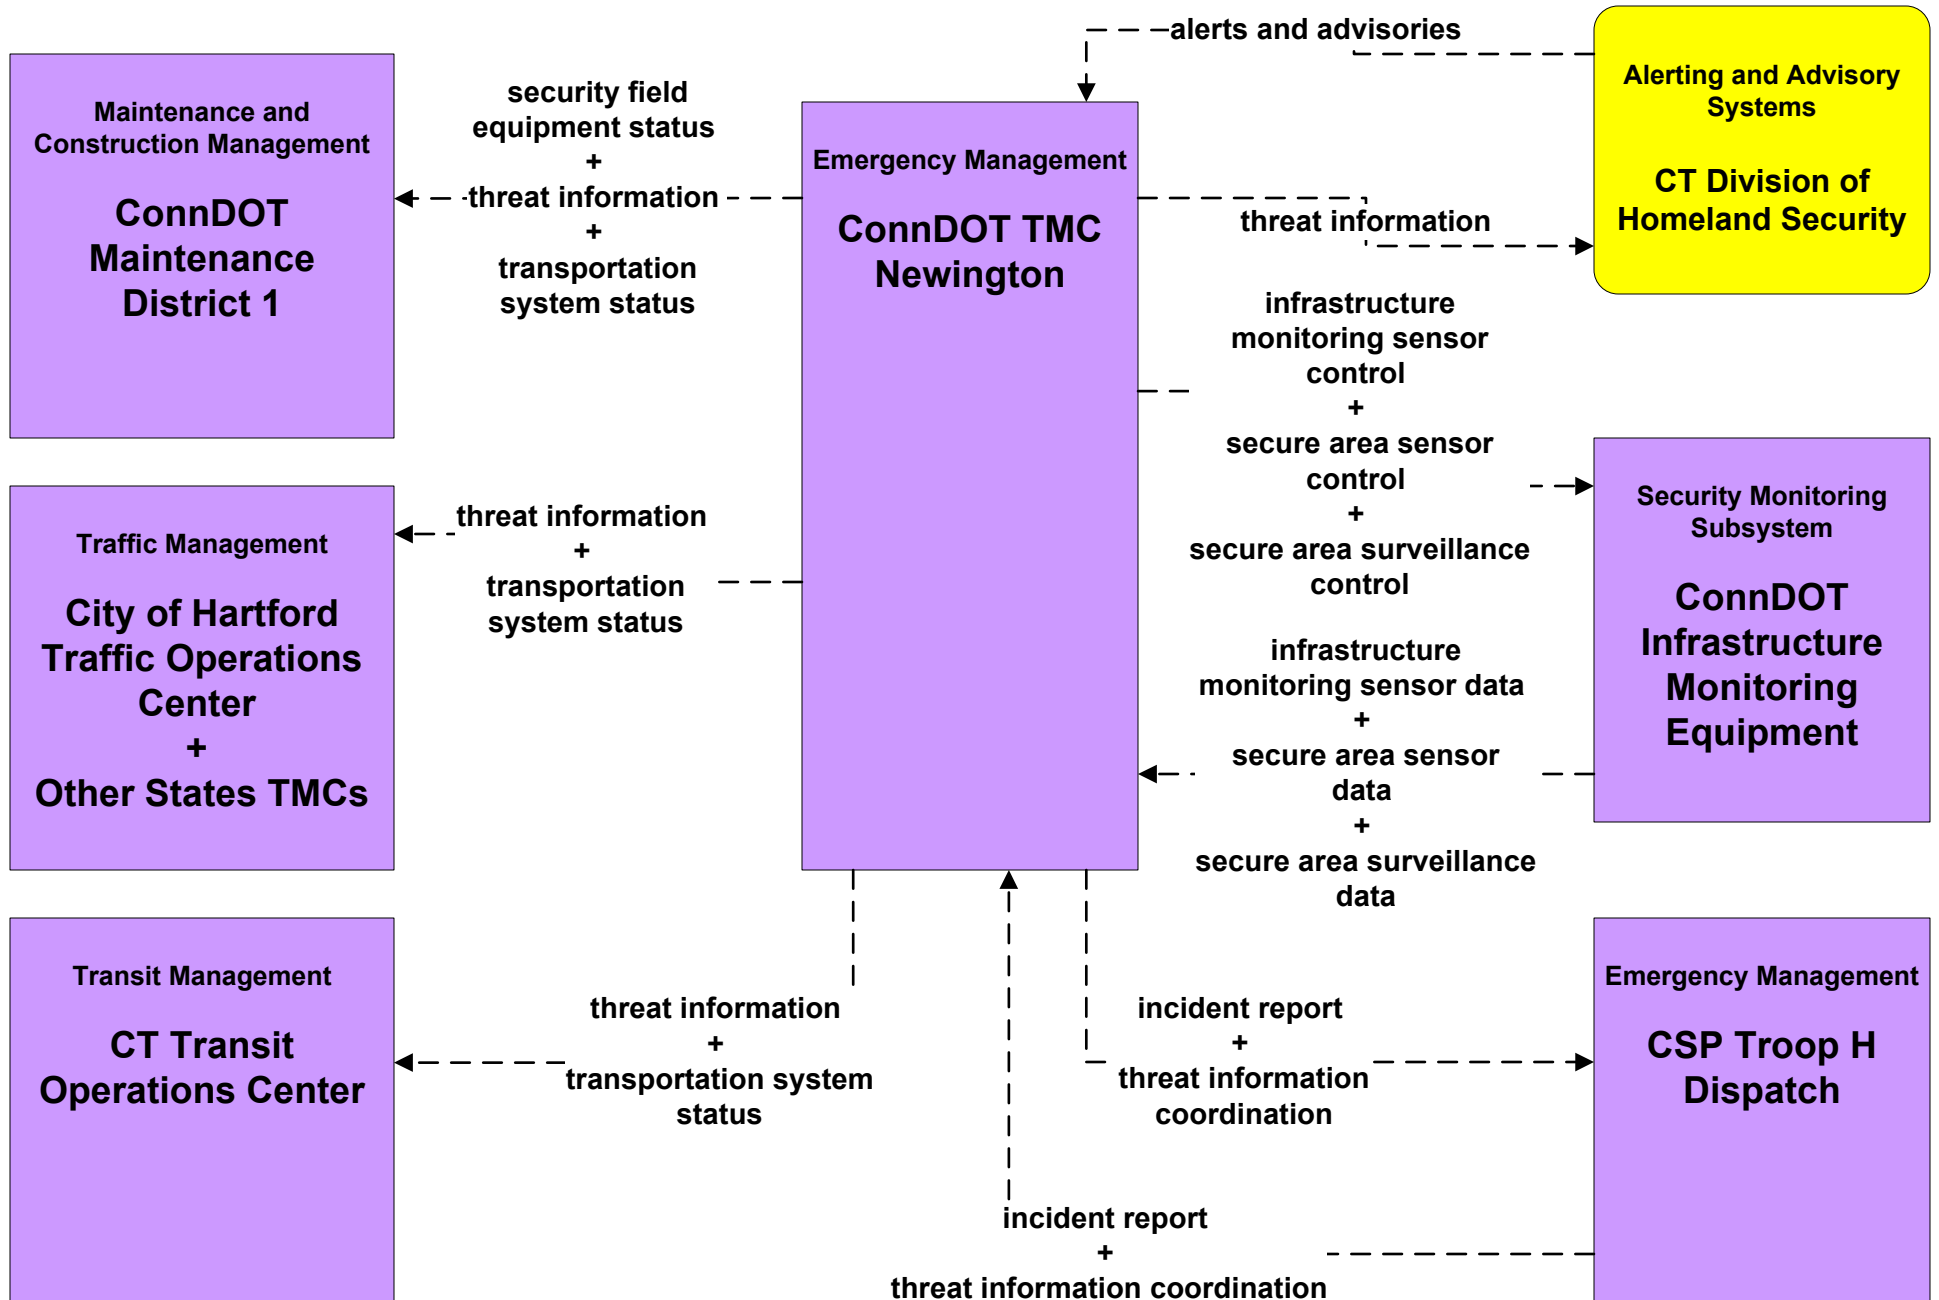 alerts and advisories
Maintenance and
Construction Management
ConnDOT
Maintenance
District 1
security field
equipment status
+
threat information
+
transportation
system status
Emergency Management
ConnDOT TMC
Newington
Alerting and Advisory
Systems
CT Division of
Homeland Security
threat information
infrastructure
monitoring sensor
control
+
secure area sensor
control
+
secure area surveillance
control
Traffic Management
City of Hartford
Traffic Operations
Center
+
Other States TMCs
threat information
+
transportation
system status
Security Monitoring
Subsystem
ConnDOT
Infrastructure
Monitoring
Equipment
infrastructure
monitoring sensor data
+
secure area sensor
data
+
secure area surveillance
data
Transit Management
CT Transit
Operations Center
threat information
+
transportation system
status
incident report
+
threat information
coordination
Emergency Management
CSP Troop H
Dispatch
incident report
+
threat information coordination